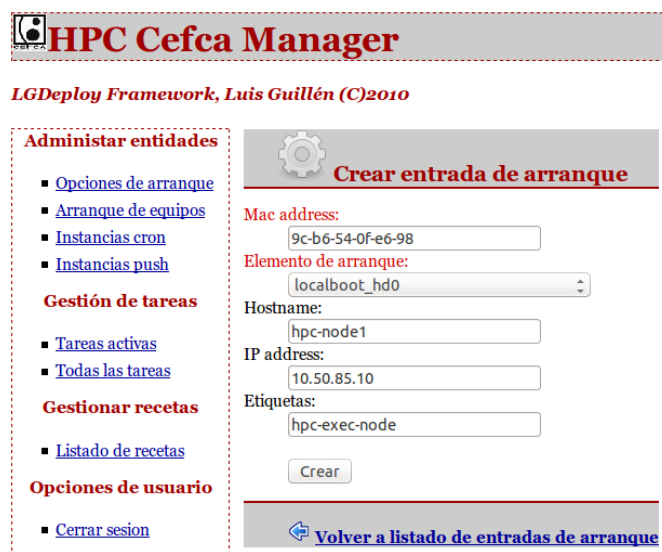 HPC Cefca Manager
LGDeploy Framework, Luis Guillén (C)2010
Administar entidades
Opciones de arranque
Arranque de equipos
Instancias cron
Instancias push
Gestión de tareas
Tareas activas
Todas las tareas
Gestionar recetas
Listado de recetas
Opciones de usuario
Cerrar sesion
Crear entrada de arranque
Mac address:
9c-b6-54-0f-e6-98
Elemento de arranque:
localboot_hd0
Hostname:
hpc-node1
IP address:
10.50.85.10
Etiquetas:
hpc-exec-node
Crear
Volver a listado de entradas de arranque